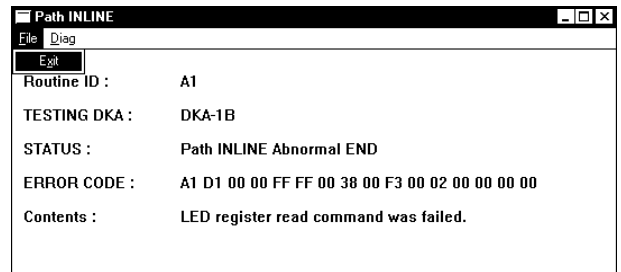 Path INLINE
File Diag
Exit
Routine ID : A1
TESTING DKA : DKA-1B
STATUS : Path INLINE Abnormal END
ERROR CODE : A1 D1 00 00 FF FF 00 38 00 F3 00 02 00 00 00 00
Contents : LED register read command was failed.